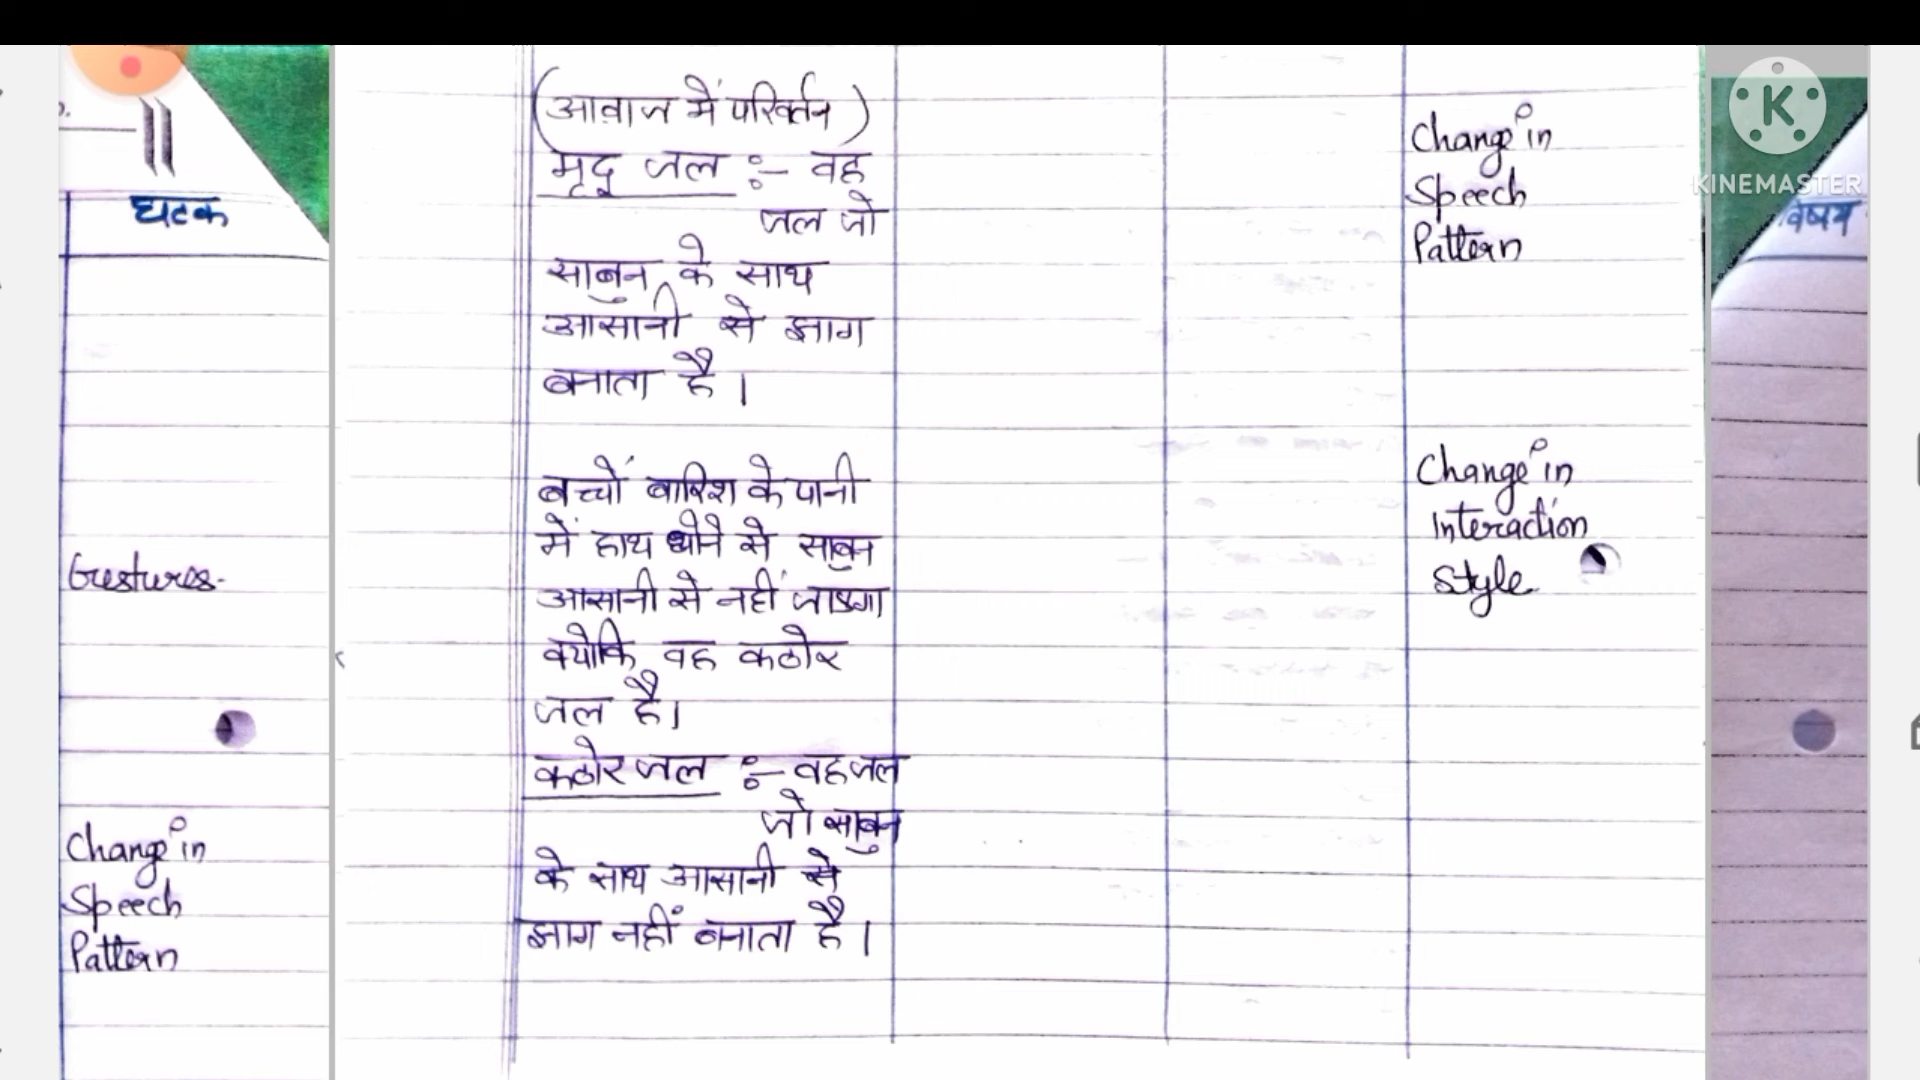 घटक
Gestures.
Change in
Speech
Pattern
(आवाज में परिवर्तन)
मृदू जल :- वह
जल जो
साबुन के साथ
आसानी से झाग
बनाता है।
बच्चों बारिश के पानी
में हाथ धोने से साबुन
आसानी से नहीं जाएगा
क्योकि वह कठोर
जल है।
कठोर जल :- वह जल
जो साबुन
के साथ आसानी से
झाग नहीं बनाता है।
Change in
Speech
Pattern
Change in
Interaction
Style
K
KINEMASTER
विषय